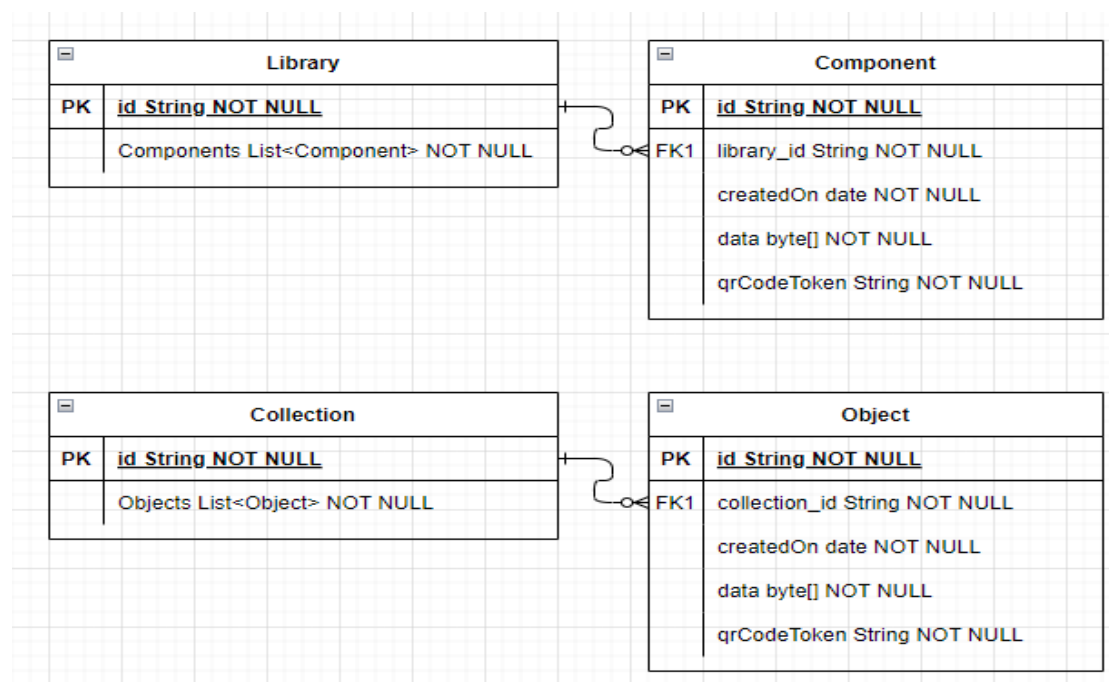 Library
PK id String NOT NULL
Components List<Component> NOT NULL
Component
PK id String NOT NULL
FK1 library_id String NOT NULL
createdOn date NOT NULL
data byte[] NOT NULL
qrCodeToken String NOT NULL
Collection
PK id String NOT NULL
Objects List<Object> NOT NULL
Object
PK id String NOT NULL
FK1 collection_id String NOT NULL
createdOn date NOT NULL
data byte[] NOT NULL
qrCodeToken String NOT NULL